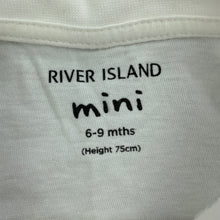 RIVER ISLAND
mini
6-9 mths
(Height 75cm)